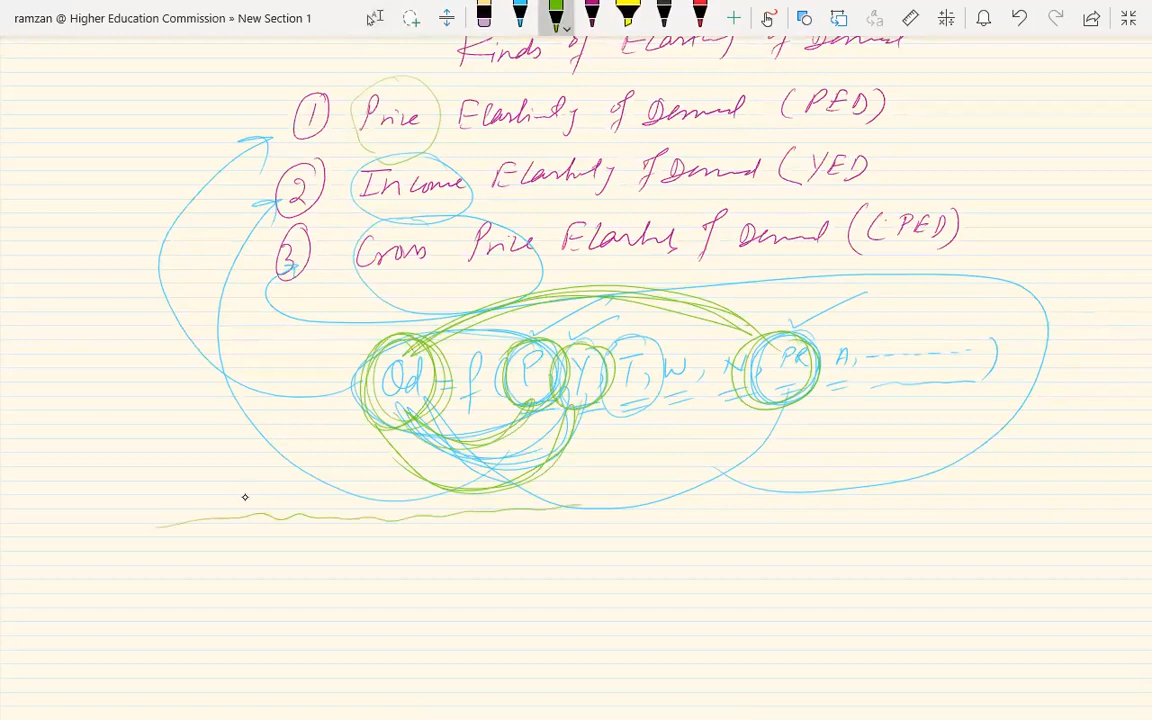 ramzan @ Higher Education Commission » New Section 1
Kinds of Elasticity of Demand
① Price Elasticity of Demand (PED)
② Income Elasticity of Demand (YED
③ Cross Price Elasticity of Demand (CPED)
Qd = f (P, Y, T, W, N, PR, A, --------)